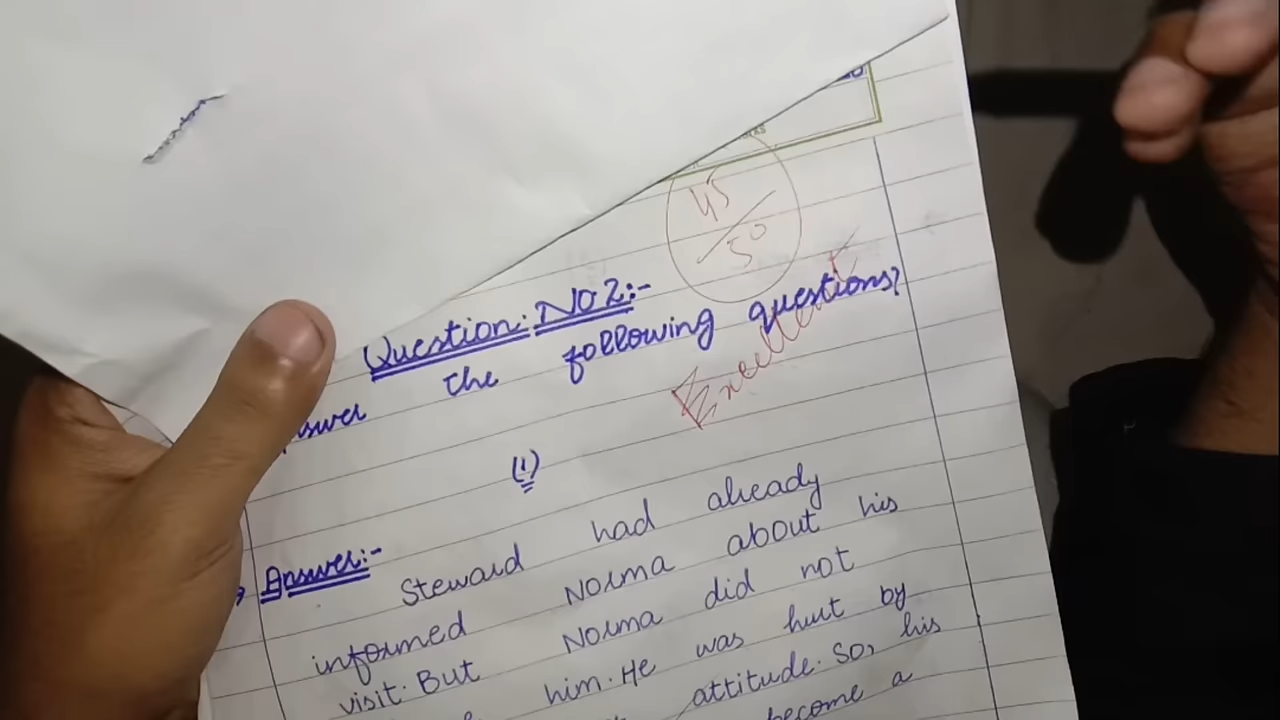 45
50
Question: No 2:-
the following questions?
Excellent
(1)
Answer:-
Steward had already
informed Norma about his
visit. But Norma did not
him. He was hurt by
attitude. So, his
become a